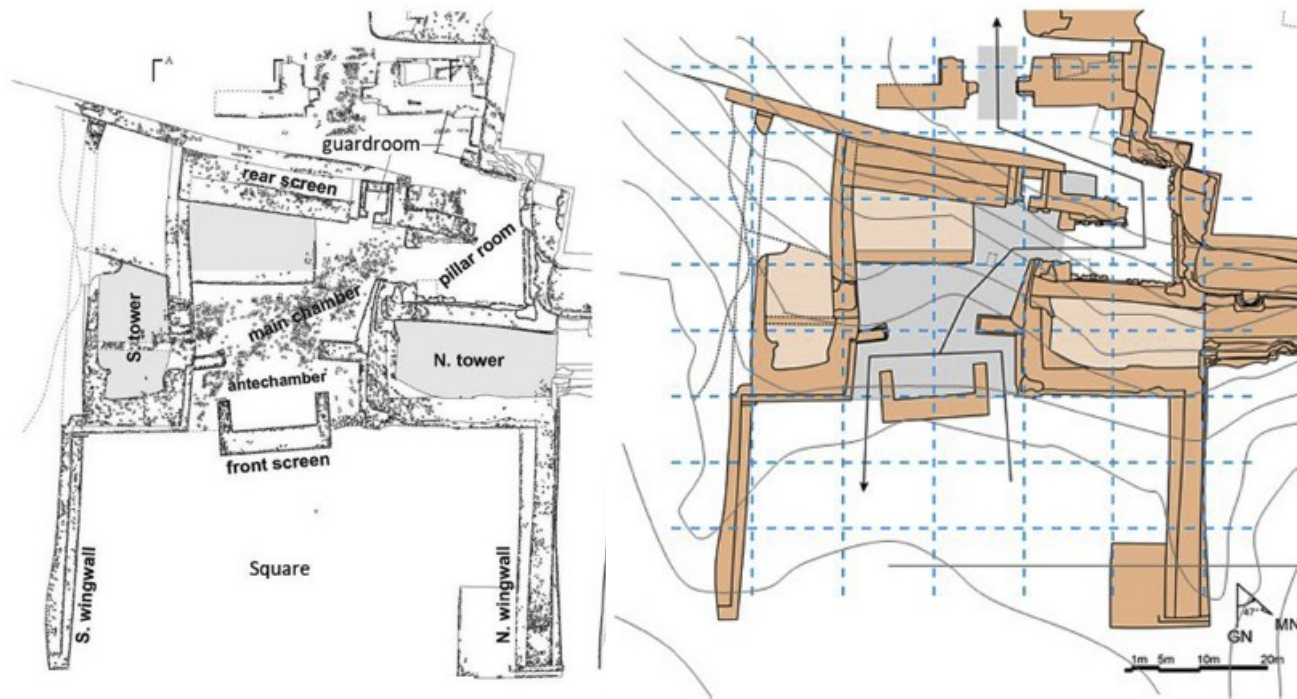 A
B
guardroom
rear screen
pillar room
main chamber
S. tower
N. tower
antechamber
front screen
Square
S. wingwall
N. wingwall
47°
GN
MN
1m 5m 10m 20m